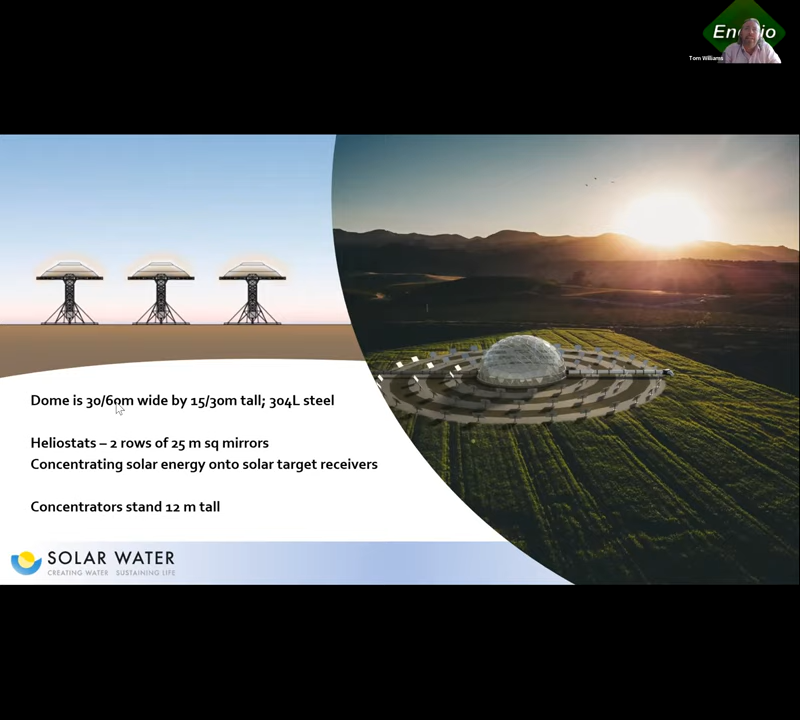 Tom Williams
Dome is 30/60m wide by 15/30m tall; 304L steel
Heliostats – 2 rows of 25 m sq mirrors
Concentrating solar energy onto solar target receivers
Concentrators stand 12 m tall
SOLAR WATER
CREATING WATER SUSTAINING LIFE